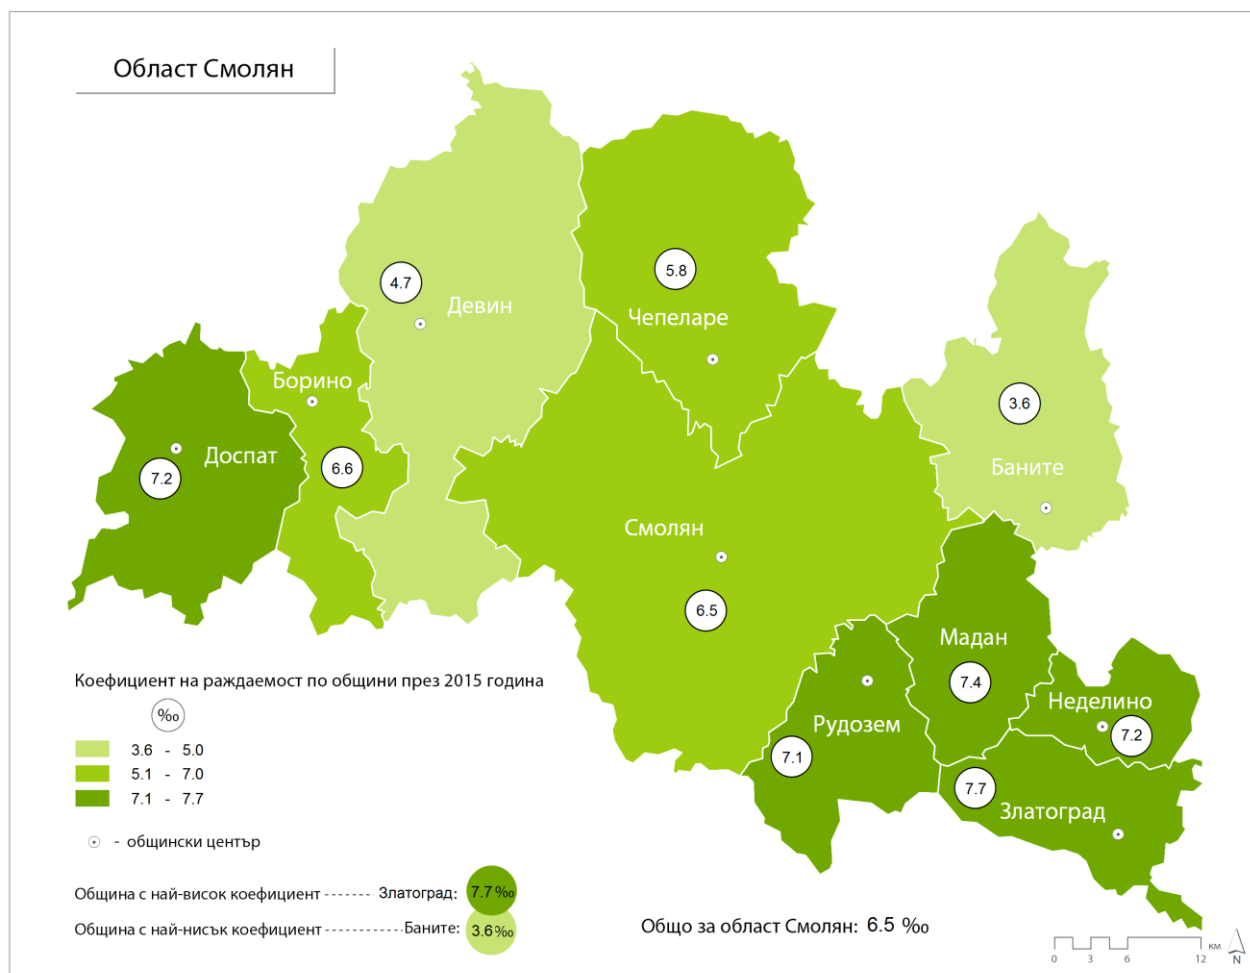 Област Смолян
4.7
Девин
5.8
Чепеларе
Борино
6.6
Доспат
7.2
3.6
Баните
Смолян
6.5
Мадан
7.4
Рудозем
7.1
Неделино
7.2
7.7
Златоград
Коефициент на раждаемост по общини през 2015 година
‰
3.6 - 5.0
5.1 - 7.0
7.1 - 7.7
- общински център
Община с най-висок коефициент ------- Златоград: 7.7 ‰
Община с най-нисък коефициент ------- Баните: 3.6 ‰
Общо за област Смолян: 6.5 ‰
км
0 3 6 12
N